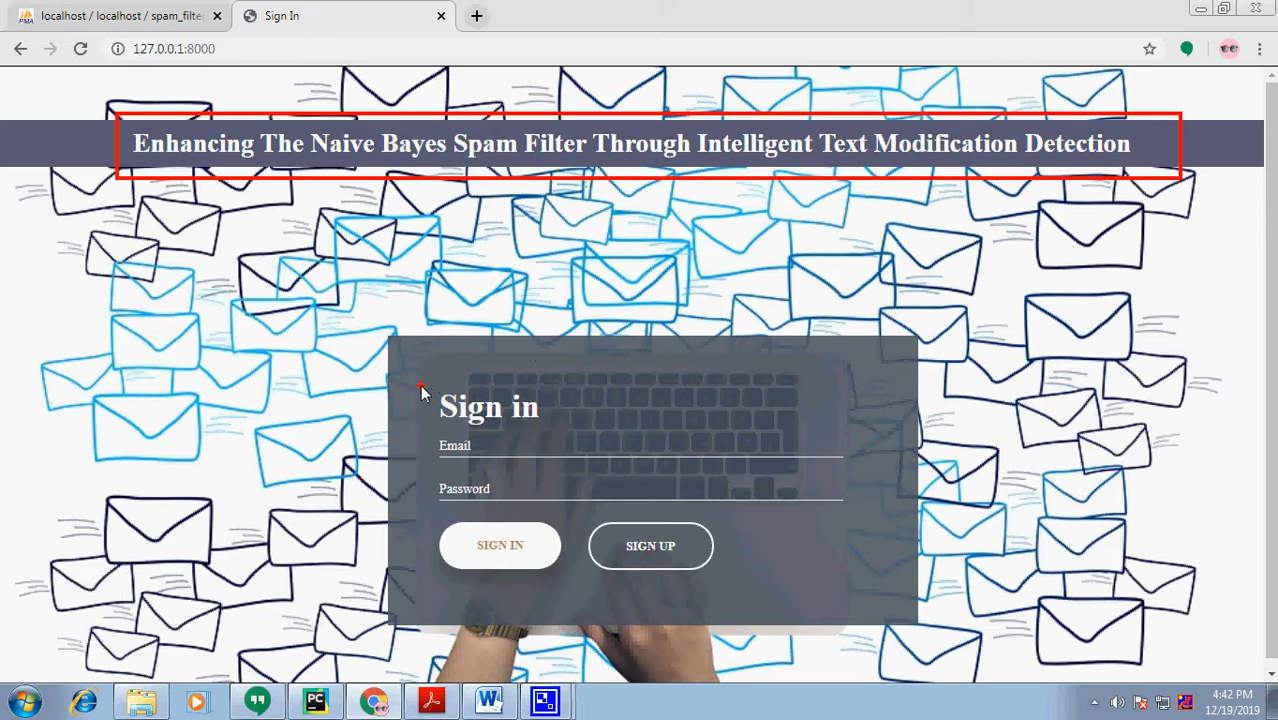 localhost / localhost / spam_filte
Sign In
127.0.0.1:8000
Enhancing The Naive Bayes Spam Filter Through Intelligent Text Modification Detection
Sign in
Email
Password
SIGN IN
SIGN UP
PC
4:42 PM
12/19/2019